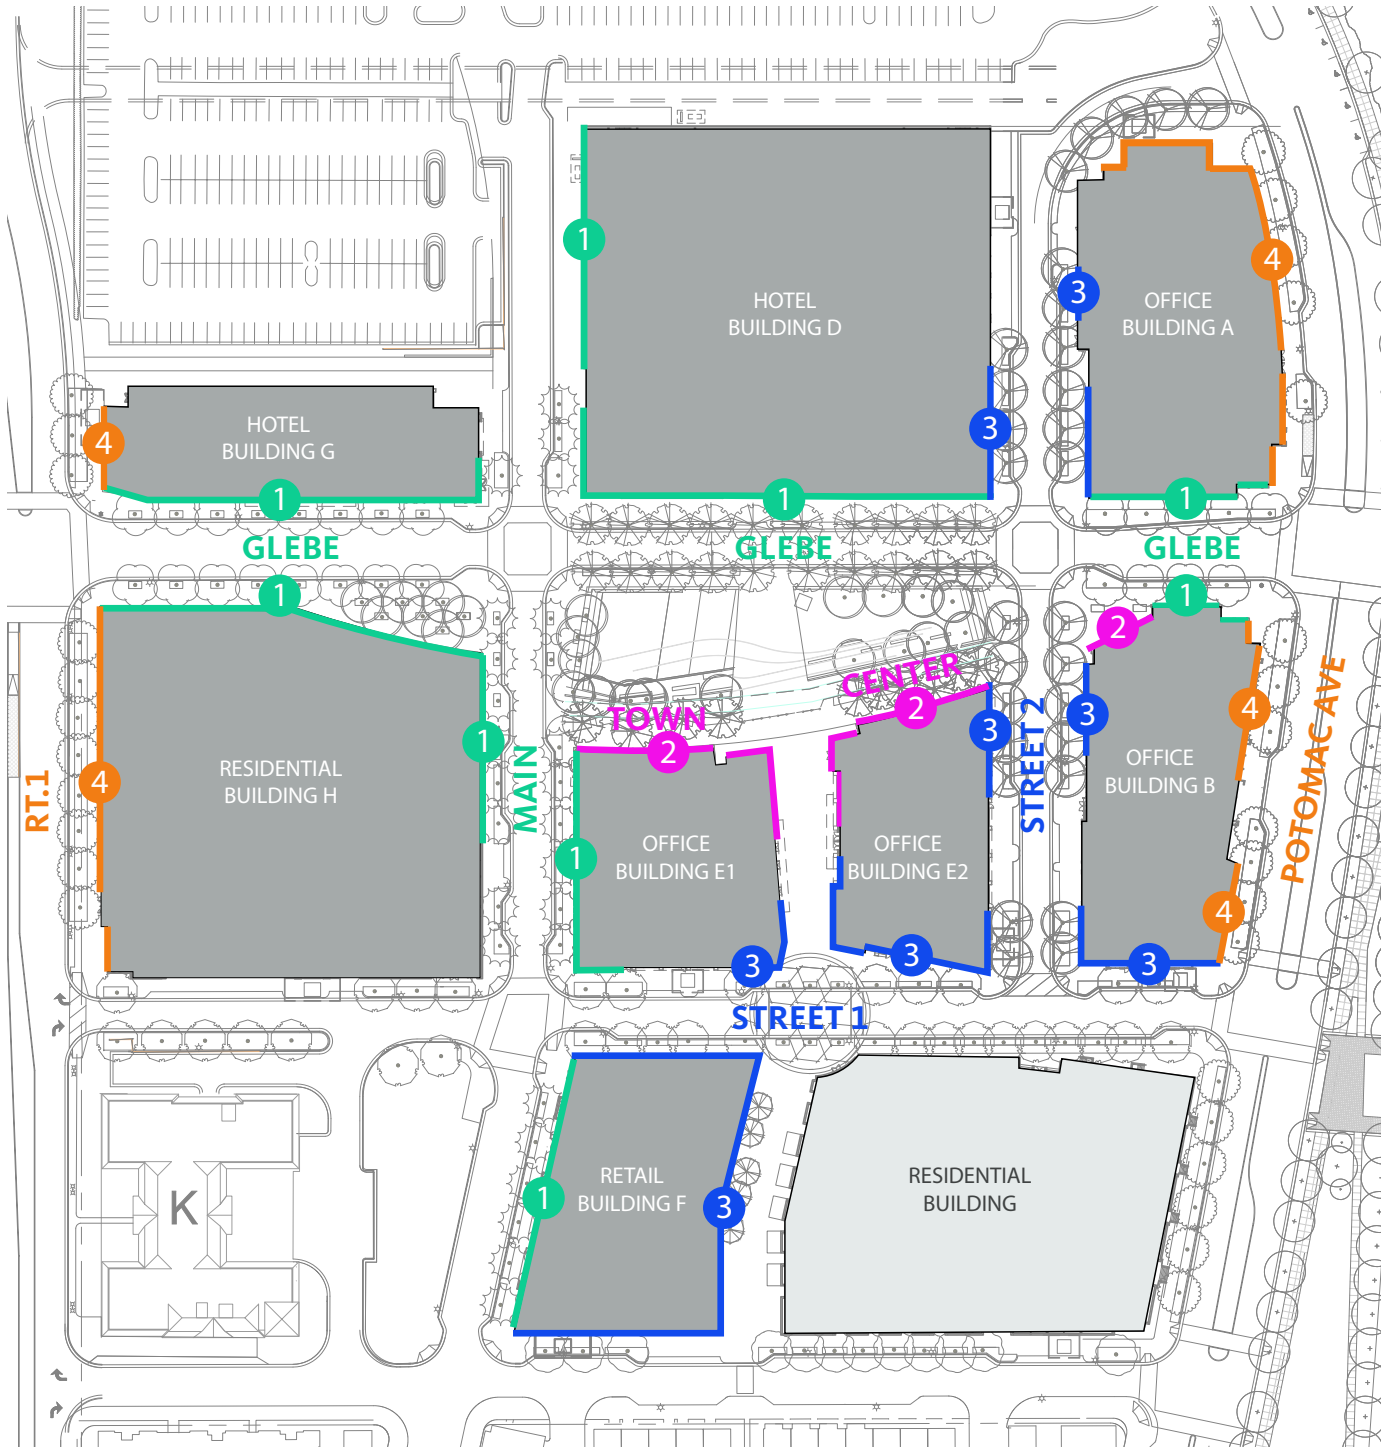 1
HOTEL
BUILDING D
3
1
GLEBE
3
OFFICE
BUILDING A
4
1
GLEBE
4
HOTEL
BUILDING G
1
GLEBE
1
RT.1
4
RESIDENTIAL
BUILDING H
1
MAIN
TOWN
2
CENTER
2
1
OFFICE
BUILDING E1
3
OFFICE
BUILDING E2
3
3
STREET 2
1
2
3
OFFICE
BUILDING B
4
4
3
POTOMAC AVE
STREET 1
K
1
RETAIL
BUILDING F
3
RESIDENTIAL
BUILDING